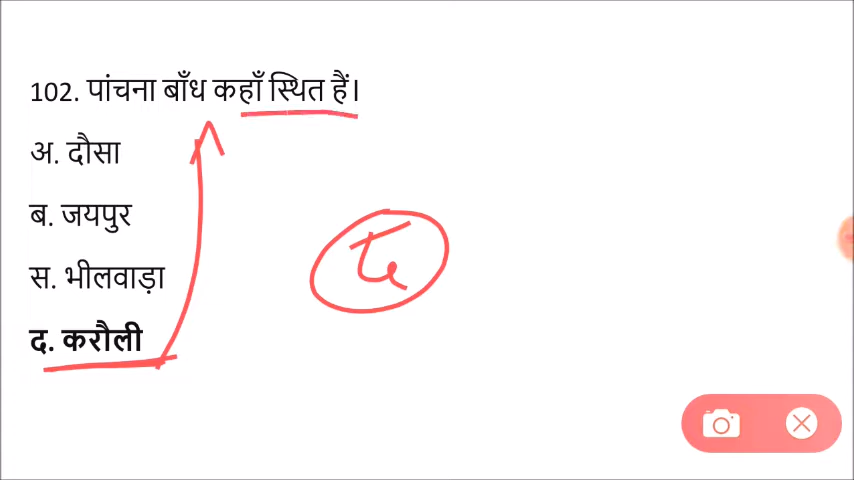 102. पांचना बाँध कहाँ स्थित हैं।
अ. दौसा
ब. जयपुर
स. भीलवाड़ा
द
द. करौली